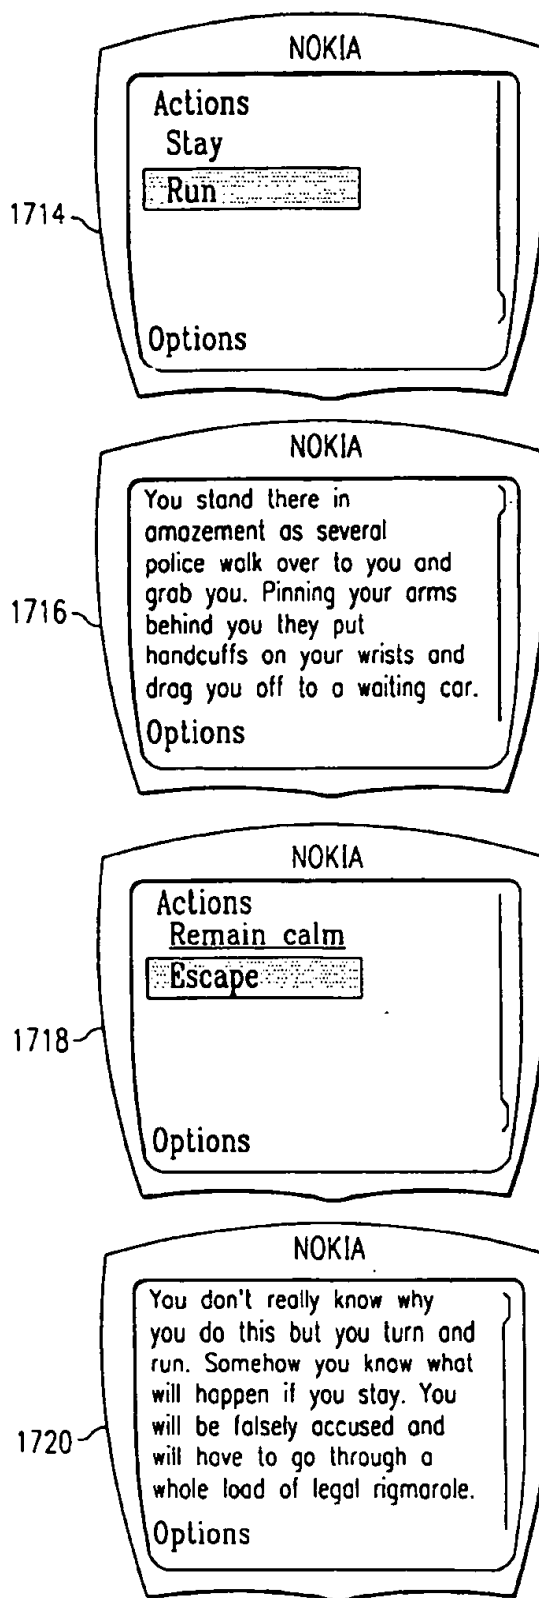 NOKIA
Actions
Stay
Run
1714
Options
NOKIA
You stand there in
amazement as several
police walk over to you and
grab you. Pinning your arms
1716
behind you they put
handcuffs on your wrists and
drag you off to a waiting car.
Options
NOKIA
Actions
Remain calm
Escape
1718
Options
NOKIA
You don't really know why
you do this but you turn and
run. Somehow you know what
will happen if you stay. You
will be falsely accused and
1720
will have to go through a
whole load of legal rigmarole.
Options